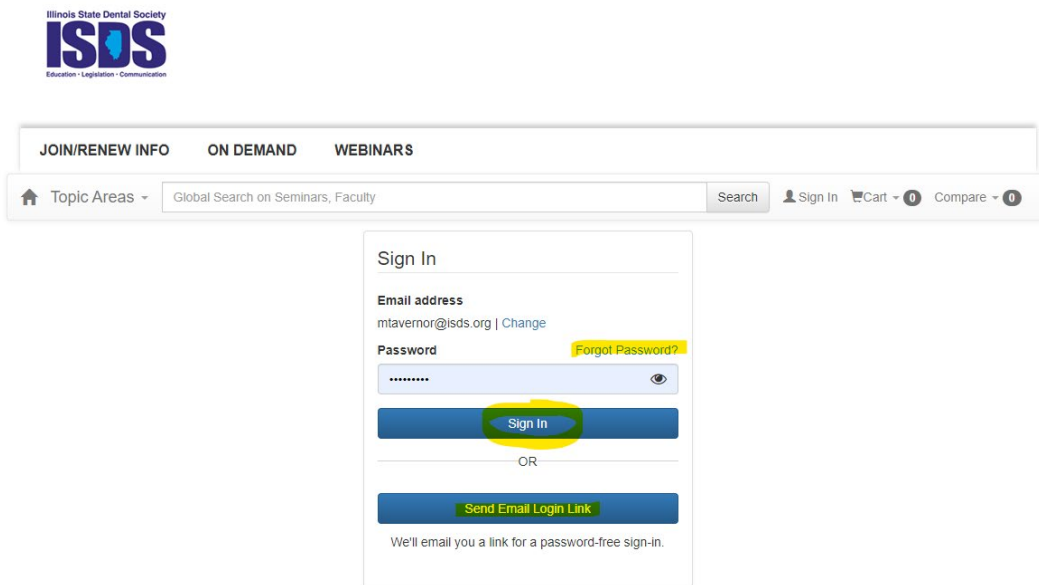 Illinois State Dental Society
ISDS
Education - Legislation - Communication
JOIN/RENEW INFO ON DEMAND WEBINARS
Topic Areas Global Search on Seminars, Faculty Search Sign In Cart 0 Compare 0
Sign In
Email address
mtavernor@isds.org | Change
Password Forgot Password?
•••••••••
Sign In
OR
Send Email Login Link
We'll email you a link for a password-free sign-in.